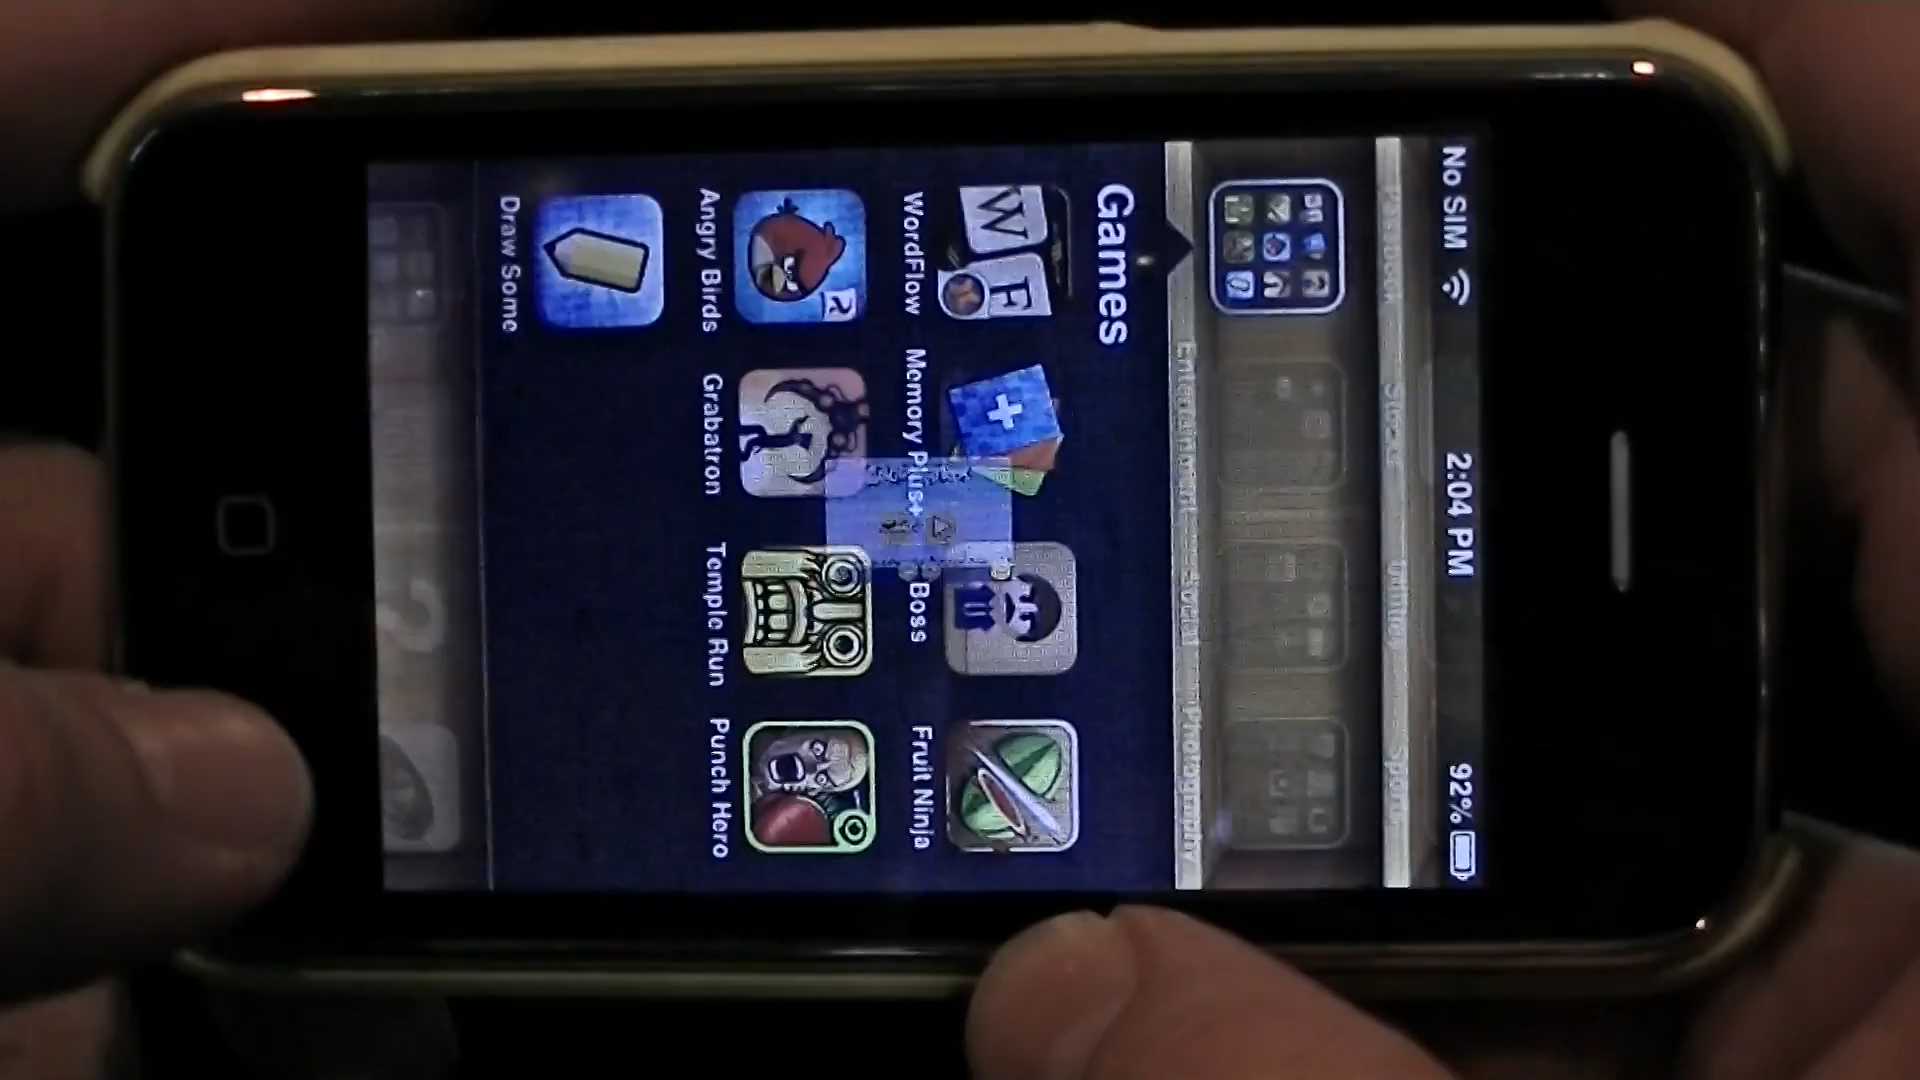 No SIM 2:04 PM 92%
Utilities Sports
Entertainment Social Photography
Games
W F
WordFlow Memory Plus+ Boss Fruit Ninja
Angry Birds Grabatron Temple Run Punch Hero
Draw Some